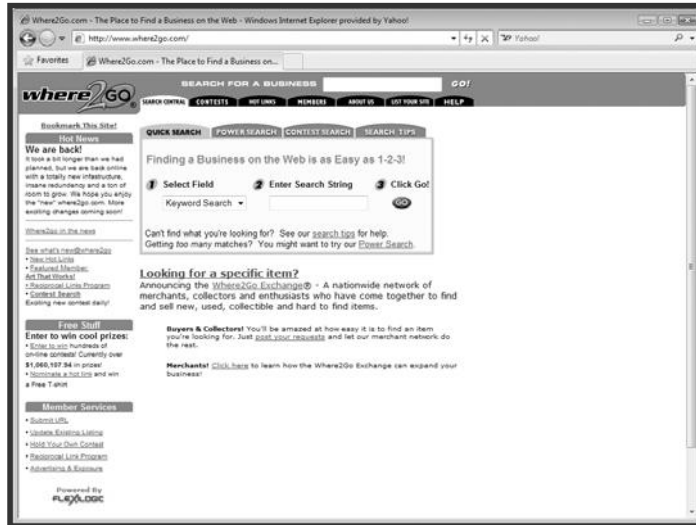 Where2Go.com - The Place to Find a Business on the Web - Windows Internet Explorer provided by Yahoo!
http://www.where2go.com/
Yahoo!
Favorites
Where2Go.com - The Place to Find a Business on...
where2GO
SEARCH FOR A BUSINESS
GO!
SEARCH CENTRAL CONTESTS HOT LINKS MEMBERS ABOUT US LIST YOUR SITE HELP
Bookmark This Site!
Hot News
We are back!
It took a bit longer than we had
planned, but we are back online
with a totally new infastructure,
insane redundency and a ton of
room to grow. We hope you enjoy
the "new" where2go.com. More
exciting changes coming soon!
Where2go in the news
See what's new@where2go
• New Hot Links
• Featured Member:
Art That Works!
• Reciprocal Links Program
• Contest Search
Exciting new contest daily!
Free Stuff
Enter to win cool prizes:
• Enter to win hundreds of
on-line contests! Currently over
$1,060,107.94 in prizes!
• Nominate a hot link and win
a Free T-shirt
Member Services
• Submit URL
• Update Existing Listing
• Hold Your Own Contest
• Reciprocal Link Program
• Advertising & Exposure
Powered By
FLEXILOGIC
QUICK SEARCH POWER SEARCH CONTEST SEARCH SEARCH TIPS
Finding a Business on the Web is as Easy as 1-2-3!
1 Select Field 2 Enter Search String 3 Click Go!
Keyword Search GO
Can't find what you're looking for? See our search tips for help.
Getting too many matches? You might want to try our Power Search.
Looking for a specific item?
Announcing the Where2Go Exchange® - A nationwide network of
merchants, collectors and enthusiasts who have come together to find
and sell new, used, collectible and hard to find items.
Buyers & Collectors! You'll be amazed at how easy it is to find an item
you're looking for. Just post your requests and let our merchant network do
the rest.
Merchants! Click here to learn how the Where2Go Exchange can expand your
business!